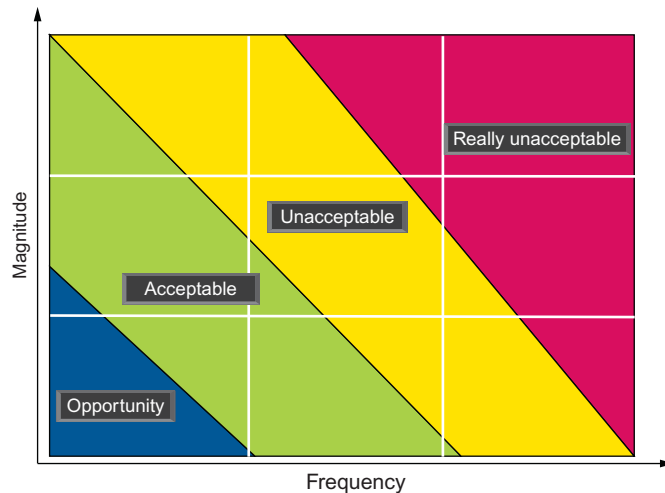 Really unacceptable
Unacceptable
Magnitude
Acceptable
Opportunity
Frequency